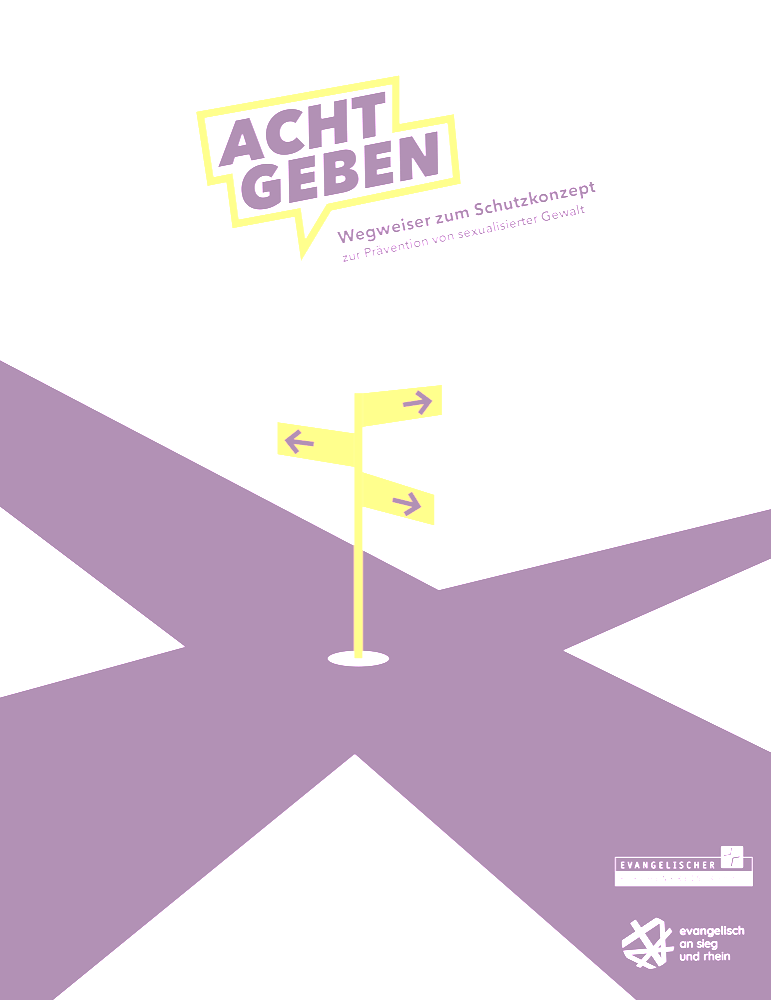 ACHT
GEBEN
Wegweiser zum Schutzkonzept
zur Prävention von sexualisierter Gewalt
EVANGELISCHER
evangelisch
an sieg
und rhein